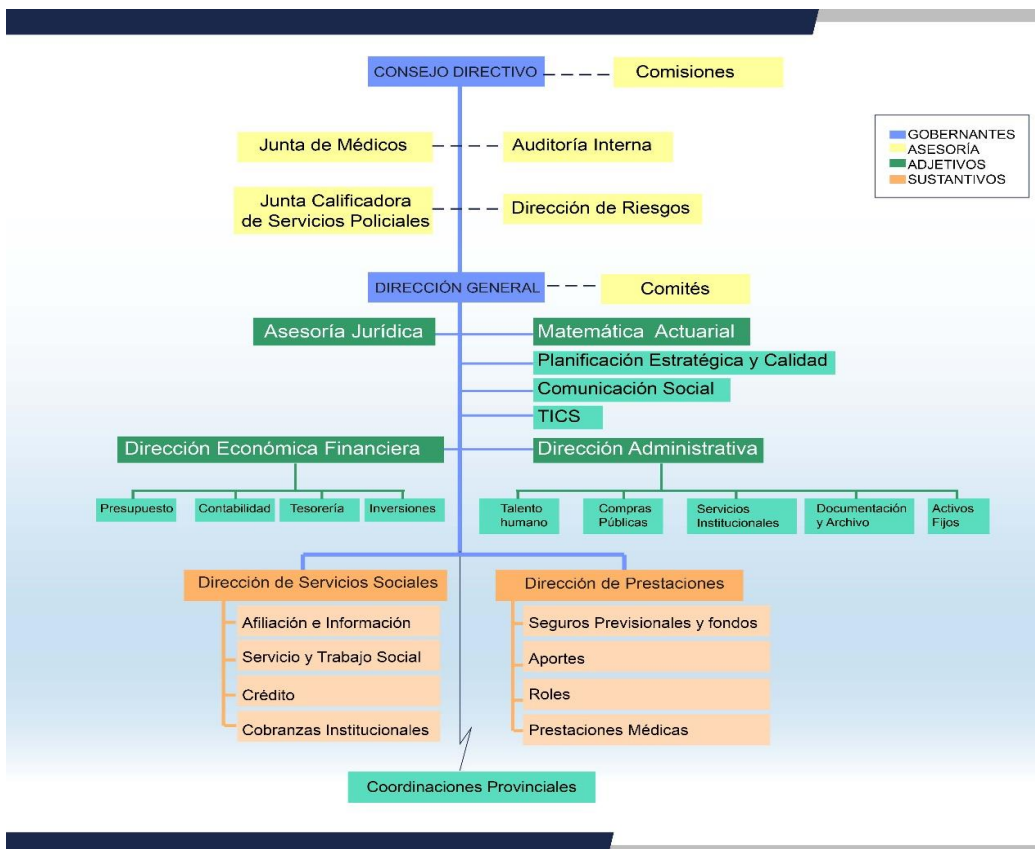 CONSEJO DIRECTIVO
Comisiones
GOBERNANTES
ASESORÍA
ADJETIVOS
SUSTANTIVOS
Junta de Médicos
Auditoría Interna
Junta Calificadora
de Servicios Policiales
Dirección de Riesgos
DIRECCIÓN GENERAL
Comités
Asesoría Jurídica
Matemática Actuarial
Planificación Estratégica y Calidad
Comunicación Social
TICS
Dirección Económica Financiera
Dirección Administrativa
Presupuesto
Contabilidad
Tesorería
Inversiones
Talento
humano
Compras
Públicas
Servicios
Institucionales
Documentación
y Archivo
Activos
Fijos
Dirección de Servicios Sociales
Afiliación e Información
Servicio y Trabajo Social
Crédito
Cobranzas Institucionales
Dirección de Prestaciones
Seguros Previsionales y fondos
Aportes
Roles
Prestaciones Médicas
Coordinaciones Provinciales